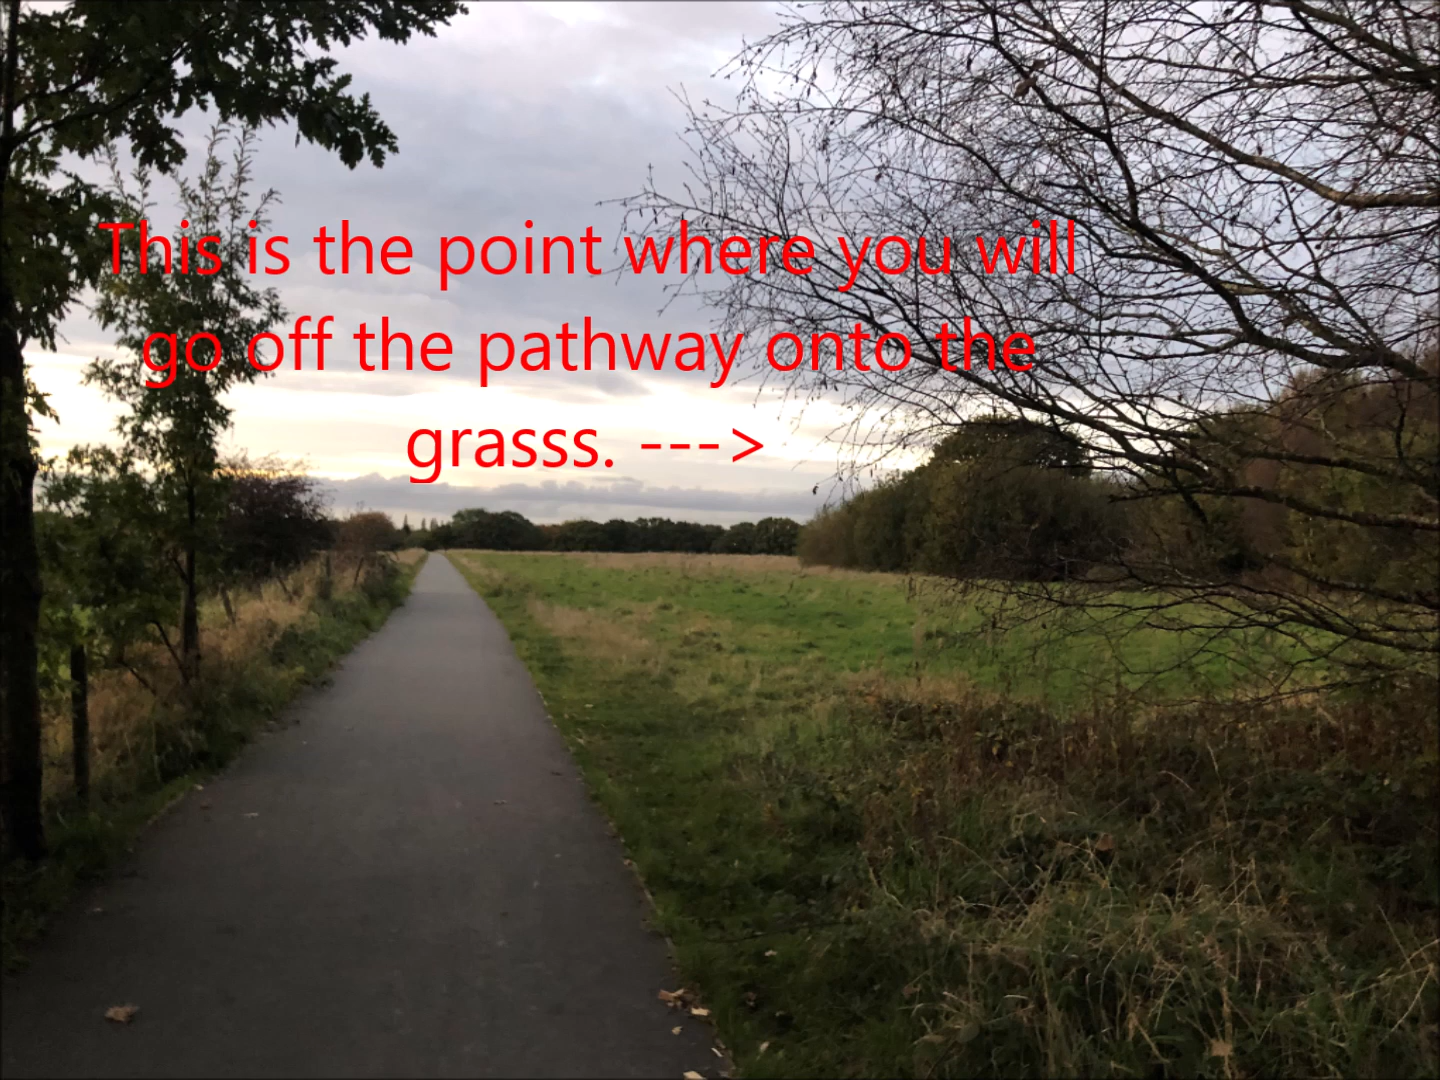 This is the point where you will
go off the pathway onto the
grasss. --->